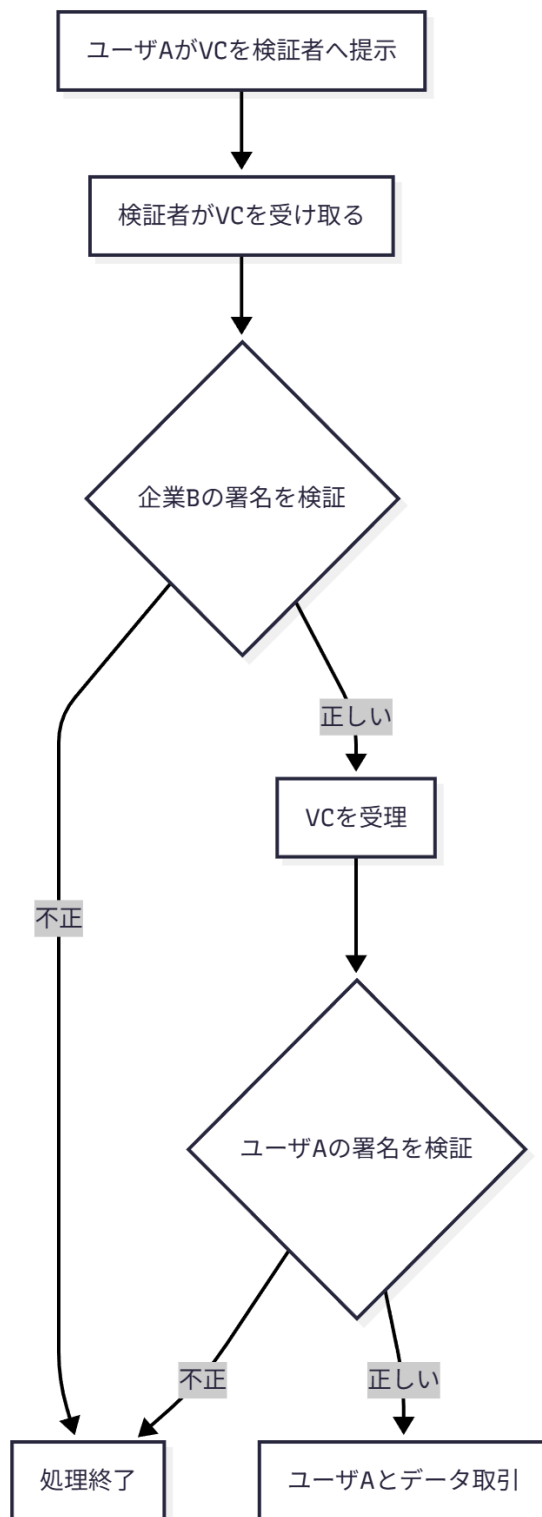 ユーザAがVCを検証者へ提示
検証者がVCを受け取る
企業Bの署名を検証
正しい
VCを受理
不正
ユーザAの署名を検証
不正
正しい
処理終了
ユーザAとデータ取引